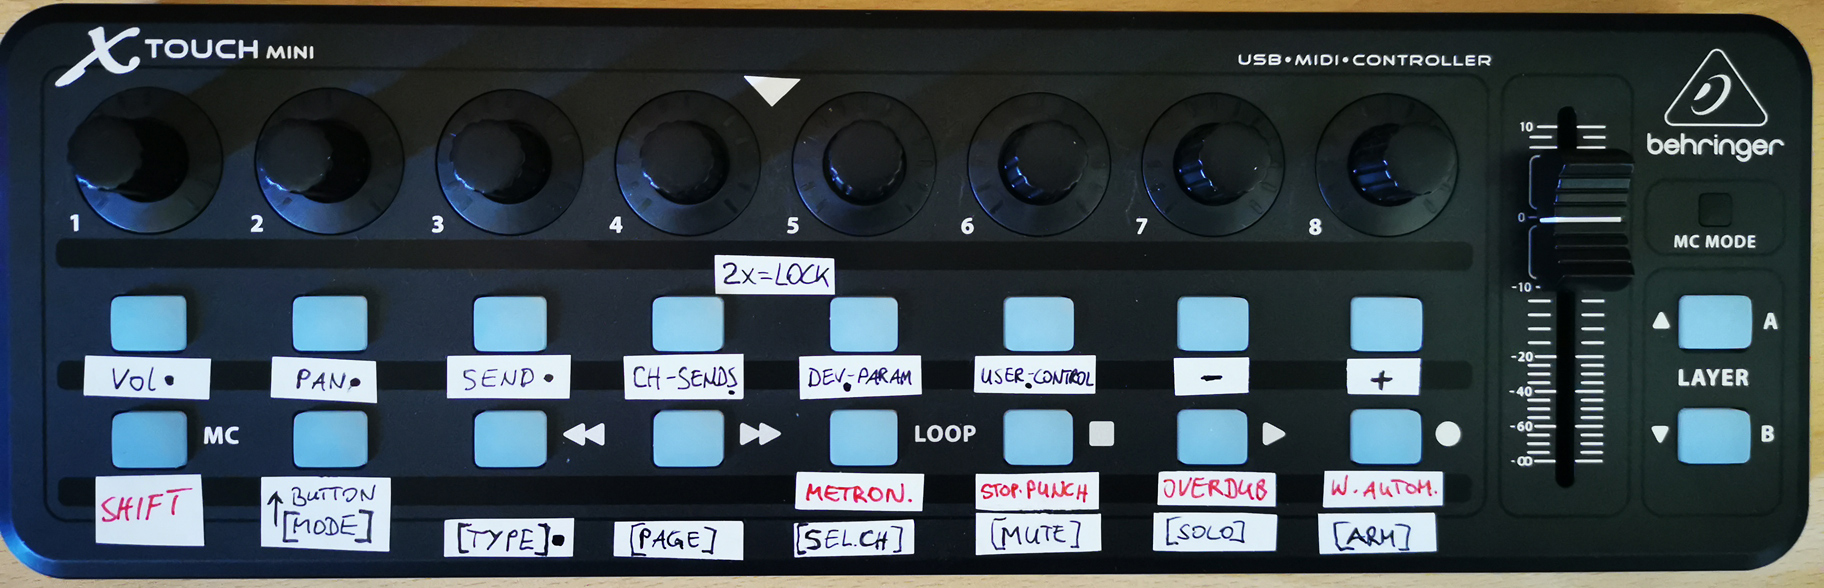 X TOUCH MINI
USB•MIDI•CONTROLLER
behringer
1 2 3 4 5 6 7 8
10
0
-10
-20
-40
-60
-∞
MC MODE
2X=LOCK
VOL• PAN• SEND• CH-SENDS• DEV-PARAM• USER-CONTROL• - +
▲ A
LAYER
▼ B
MC ◀◀ ▶▶ LOOP ■ ▶ ●
SHIFT
↑ BUTTON
[MODE]
METRON. STOP.PUNCH OVERDUB W.AUTOM.
[TYPE]• [PAGE] [SEL.CH] [MUTE] [SOLO] [ARM]